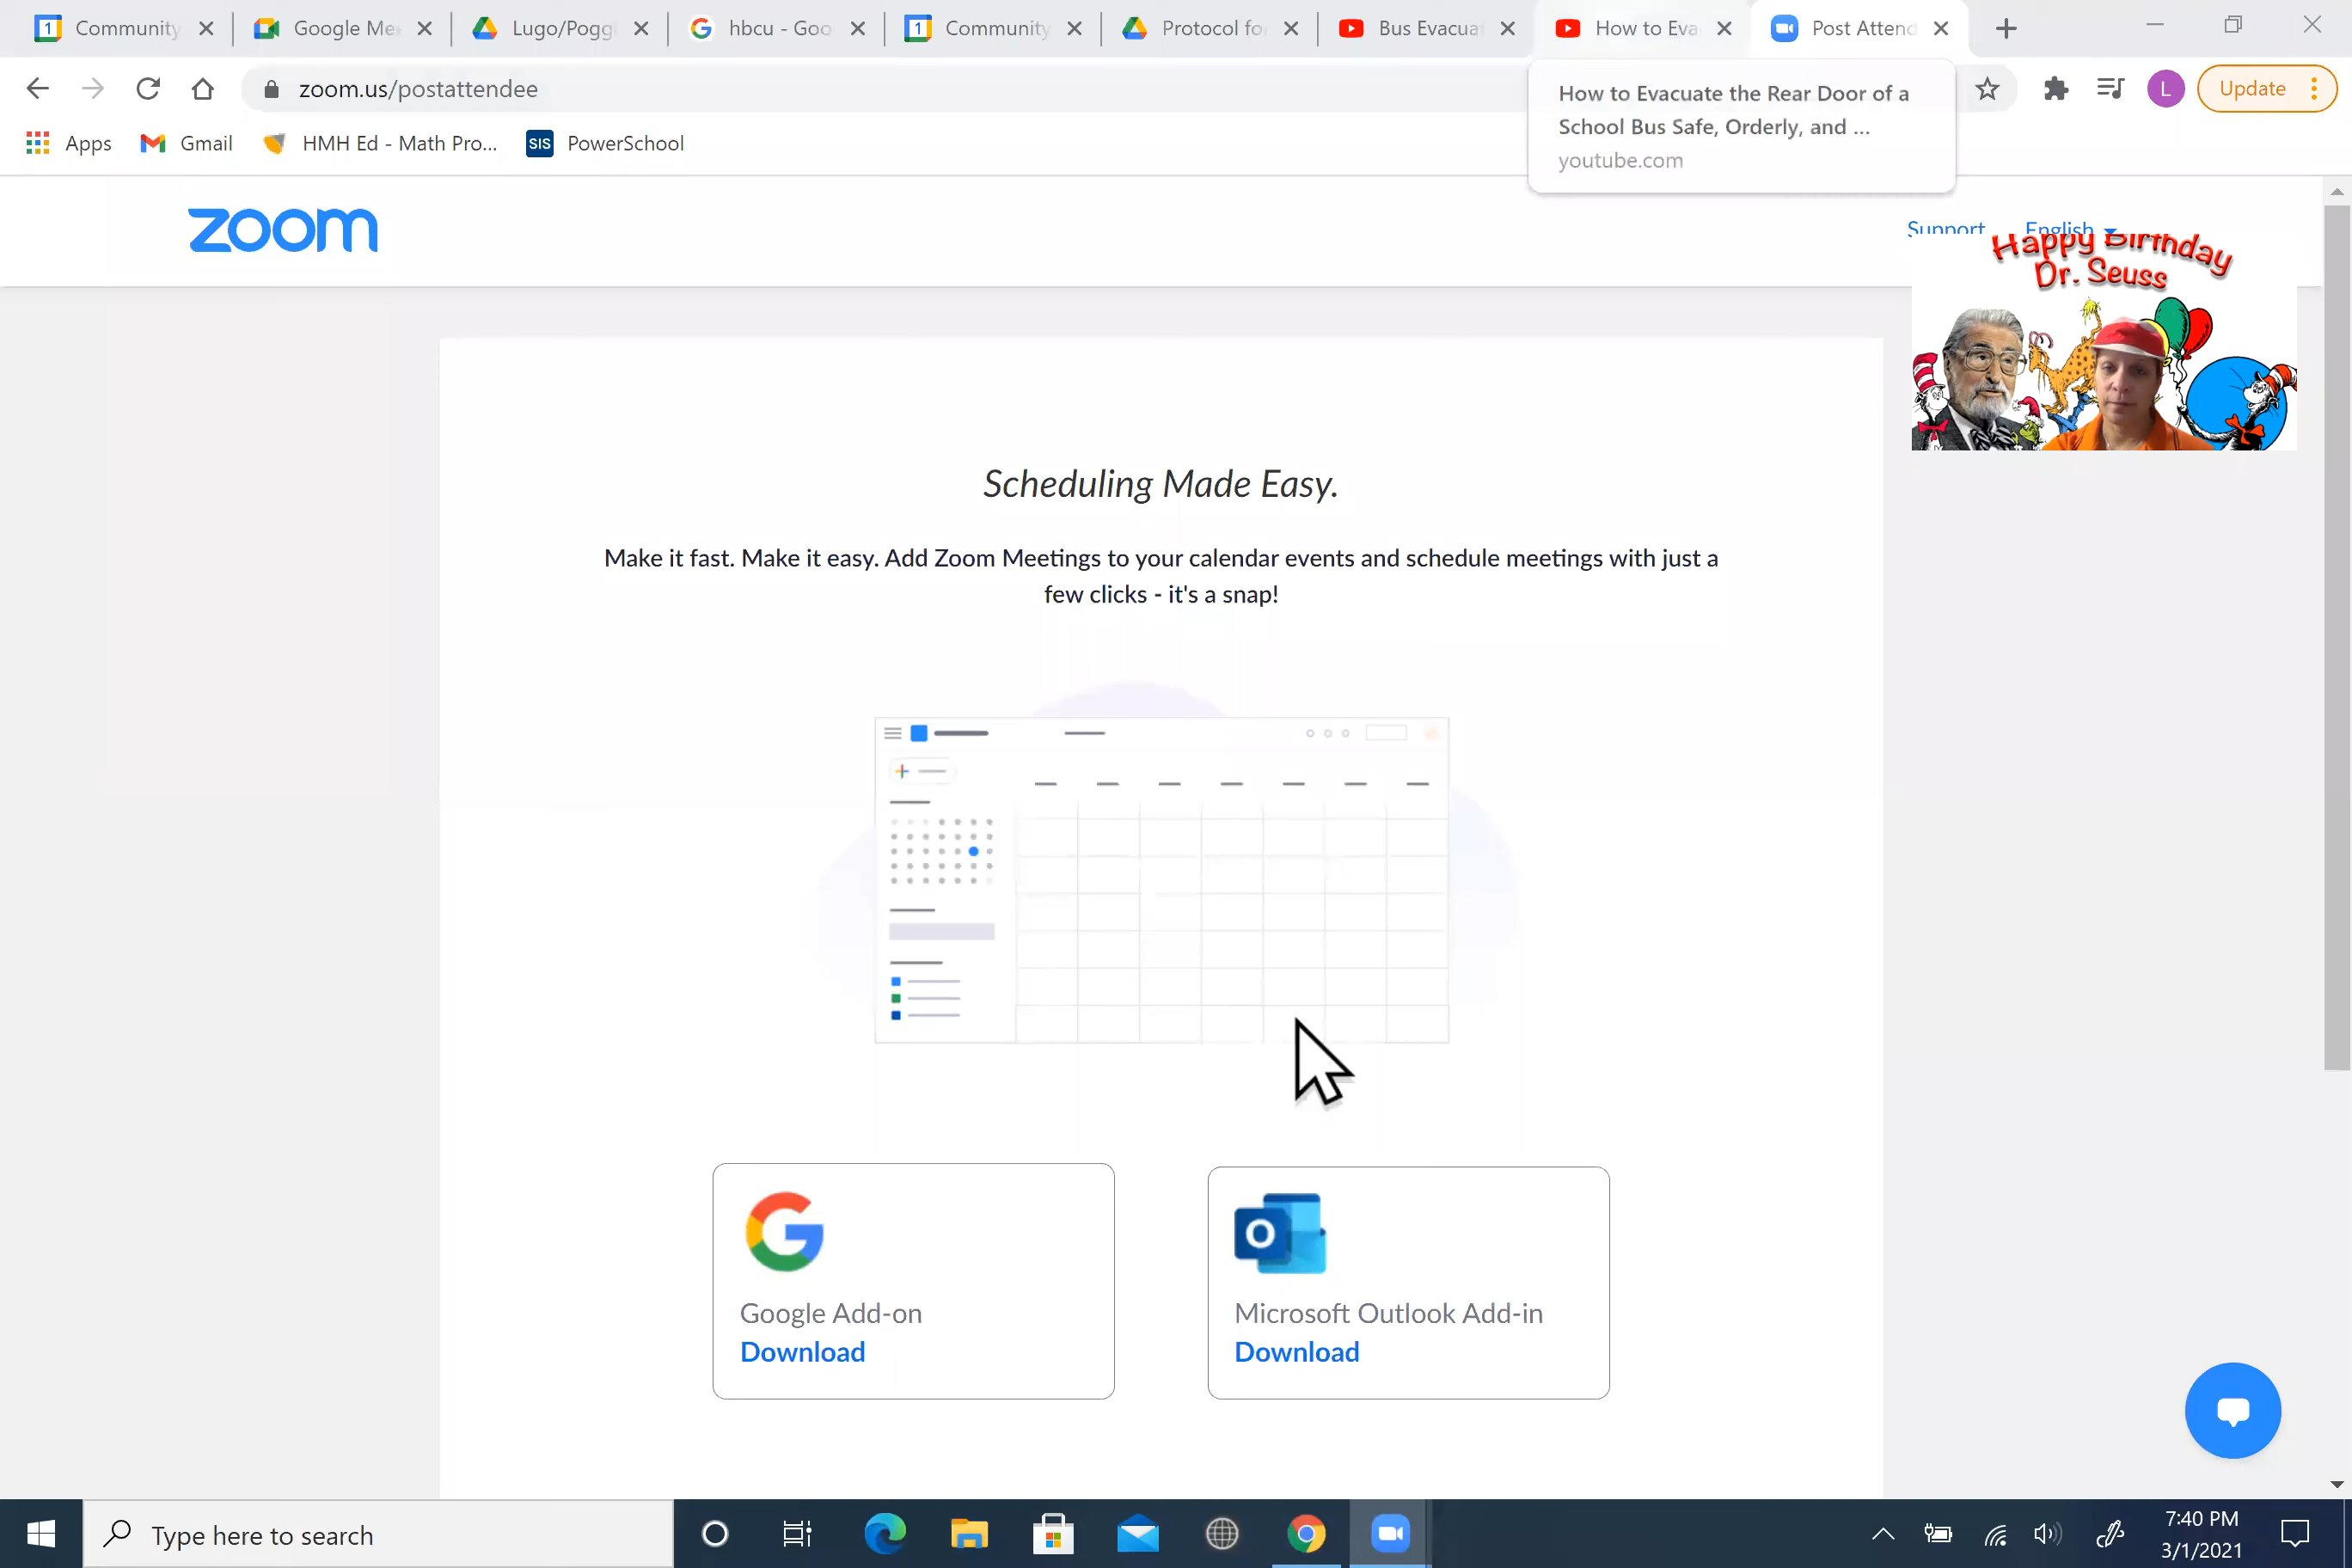 Community
Google Me
Lugo/Pogg
hbcu - Goo
Community
Protocol fo
Bus Evacua
How to Eva
Post Attend
zoom.us/postattendee
How to Evacuate the Rear Door of a
School Bus Safe, Orderly, and ...
youtube.com
L
Update
Apps
Gmail
HMH Ed - Math Pro...
SIS
PowerSchool
zoom
Support
English
Happy Birthday
Dr. Seuss
Scheduling Made Easy.
Make it fast. Make it easy. Add Zoom Meetings to your calendar events and schedule meetings with just a
few clicks - it's a snap!
Google Add-on
Download
Microsoft Outlook Add-in
Download
Type here to search
7:40 PM
3/1/2021